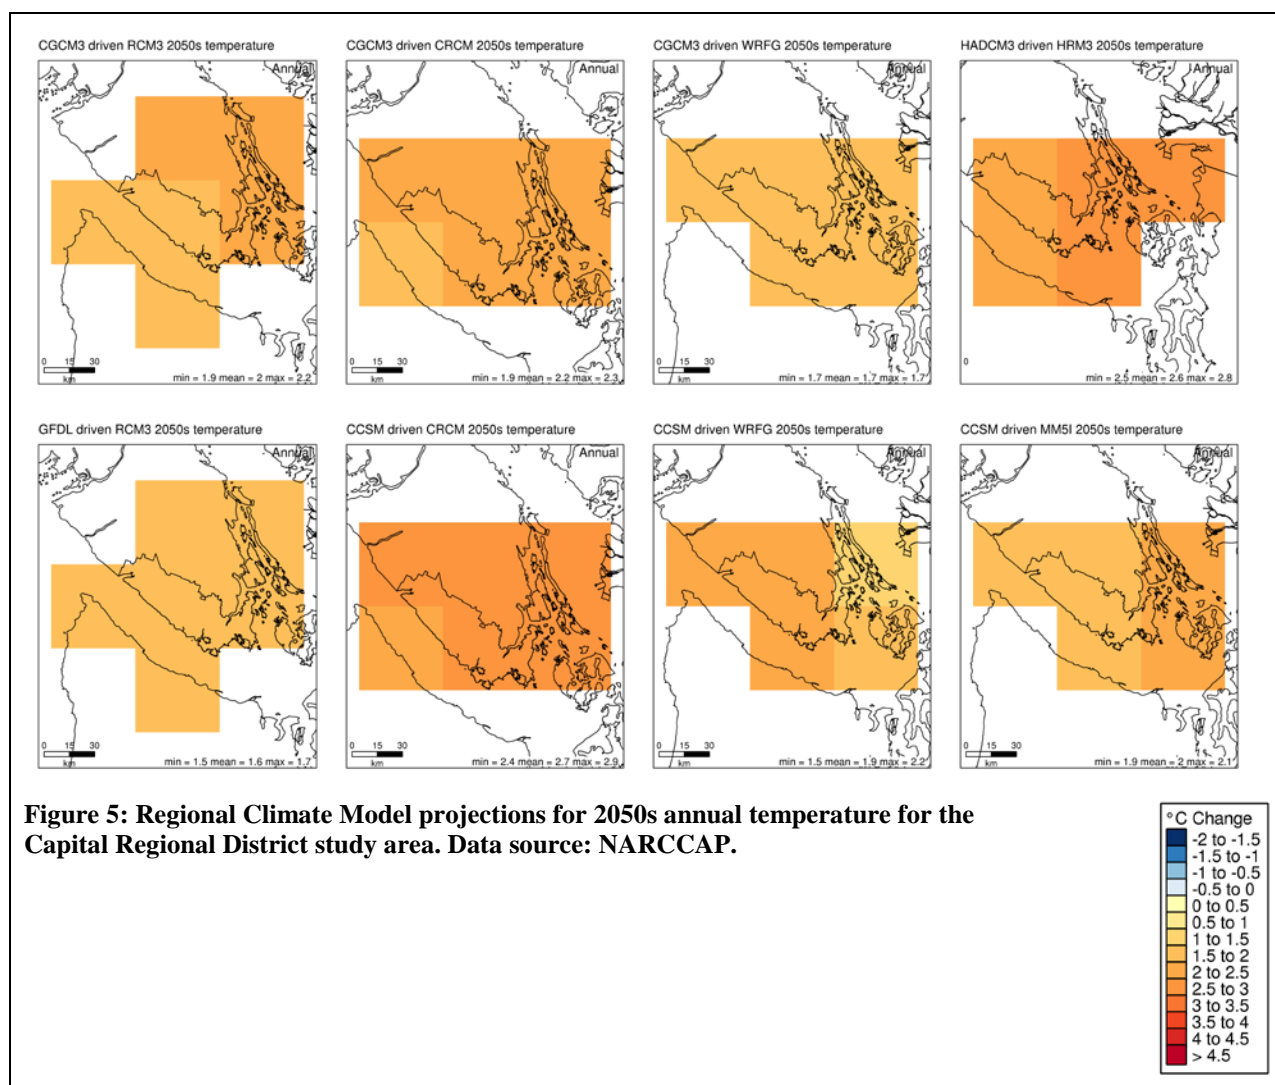 CGCM3 driven RCM3 2050s temperature
Annual
0 15 30
km
min = 1.9 mean = 2 max = 2.2
CGCM3 driven CRCM 2050s temperature
Annual
0 15 30
km
min = 1.9 mean = 2.2 max = 2.3
CGCM3 driven WRFG 2050s temperature
Annual
0 15 30
km
min = 1.7 mean = 1.7 max = 1.7
HADCM3 driven HRM3 2050s temperature
Annual
0
min = 2.5 mean = 2.6 max = 2.8
GFDL driven RCM3 2050s temperature
Annual
0 15 30
km
min = 1.5 mean = 1.6 max = 1.7
CCSM driven CRCM 2050s temperature
Annual
0 15 30
km
min = 2.4 mean = 2.7 max = 2.9
CCSM driven WRFG 2050s temperature
Annual
0 15 30
km
min = 1.5 mean = 1.9 max = 2.2
CCSM driven MM5I 2050s temperature
Annual
0 15 30
km
min = 1.9 mean = 2 max = 2.1
Figure 5: Regional Climate Model projections for 2050s annual temperature for the
Capital Regional District study area. Data source: NARCCAP.
°C Change
-2 to -1.5
-1.5 to -1
-1 to -0.5
-0.5 to 0
0 to 0.5
0.5 to 1
1 to 1.5
1.5 to 2
2 to 2.5
2.5 to 3
3 to 3.5
3.5 to 4
4 to 4.5
> 4.5